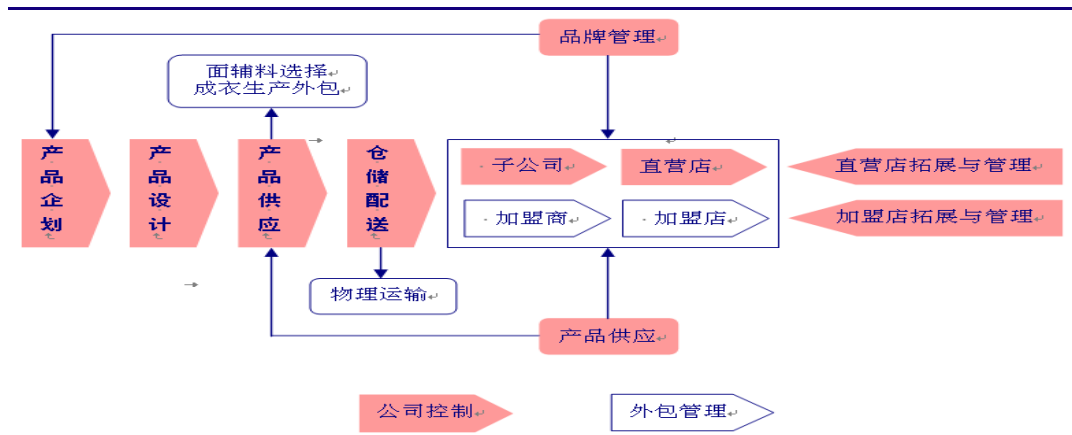 品牌管理
面辅料选择
成衣生产外包
产品企划
产品设计
产品供应
仓储配送
子公司
直营店
直营店拓展与管理
加盟商
加盟店
加盟店拓展与管理
物理运输
产品供应
公司控制
外包管理